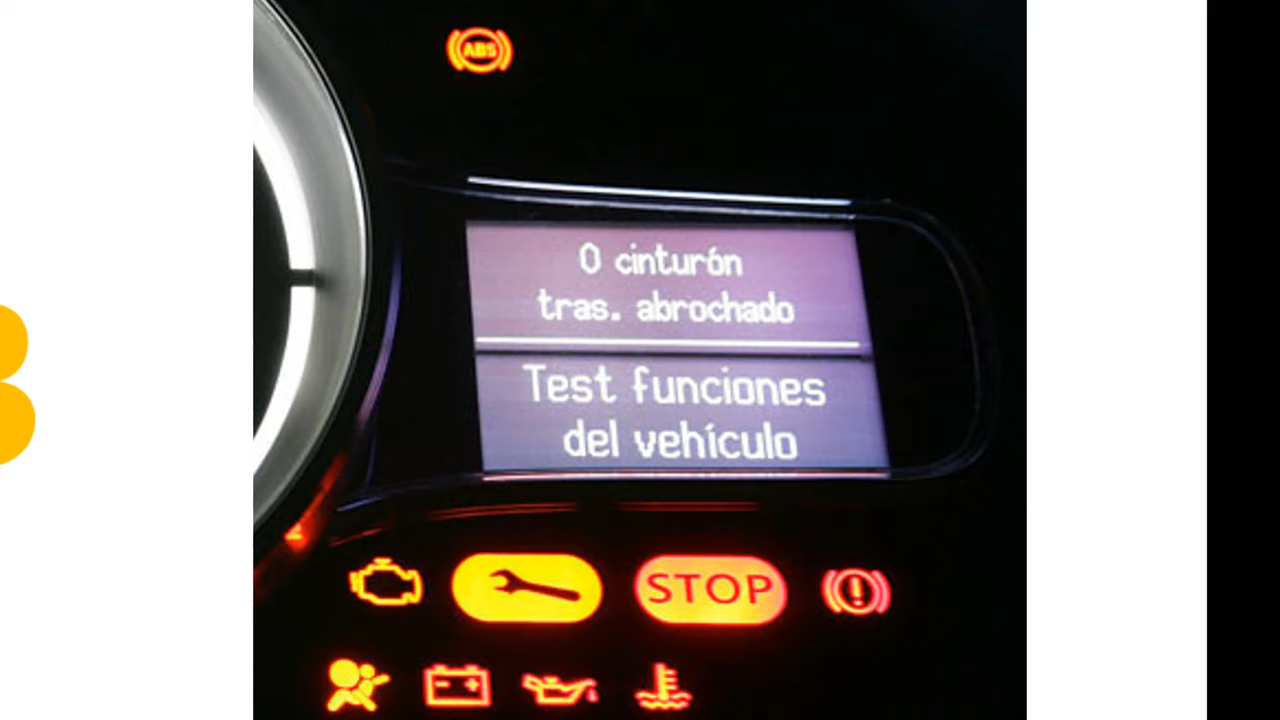 ABS
0 cinturón
tras. abrochado
Test funciones
del vehículo
STOP